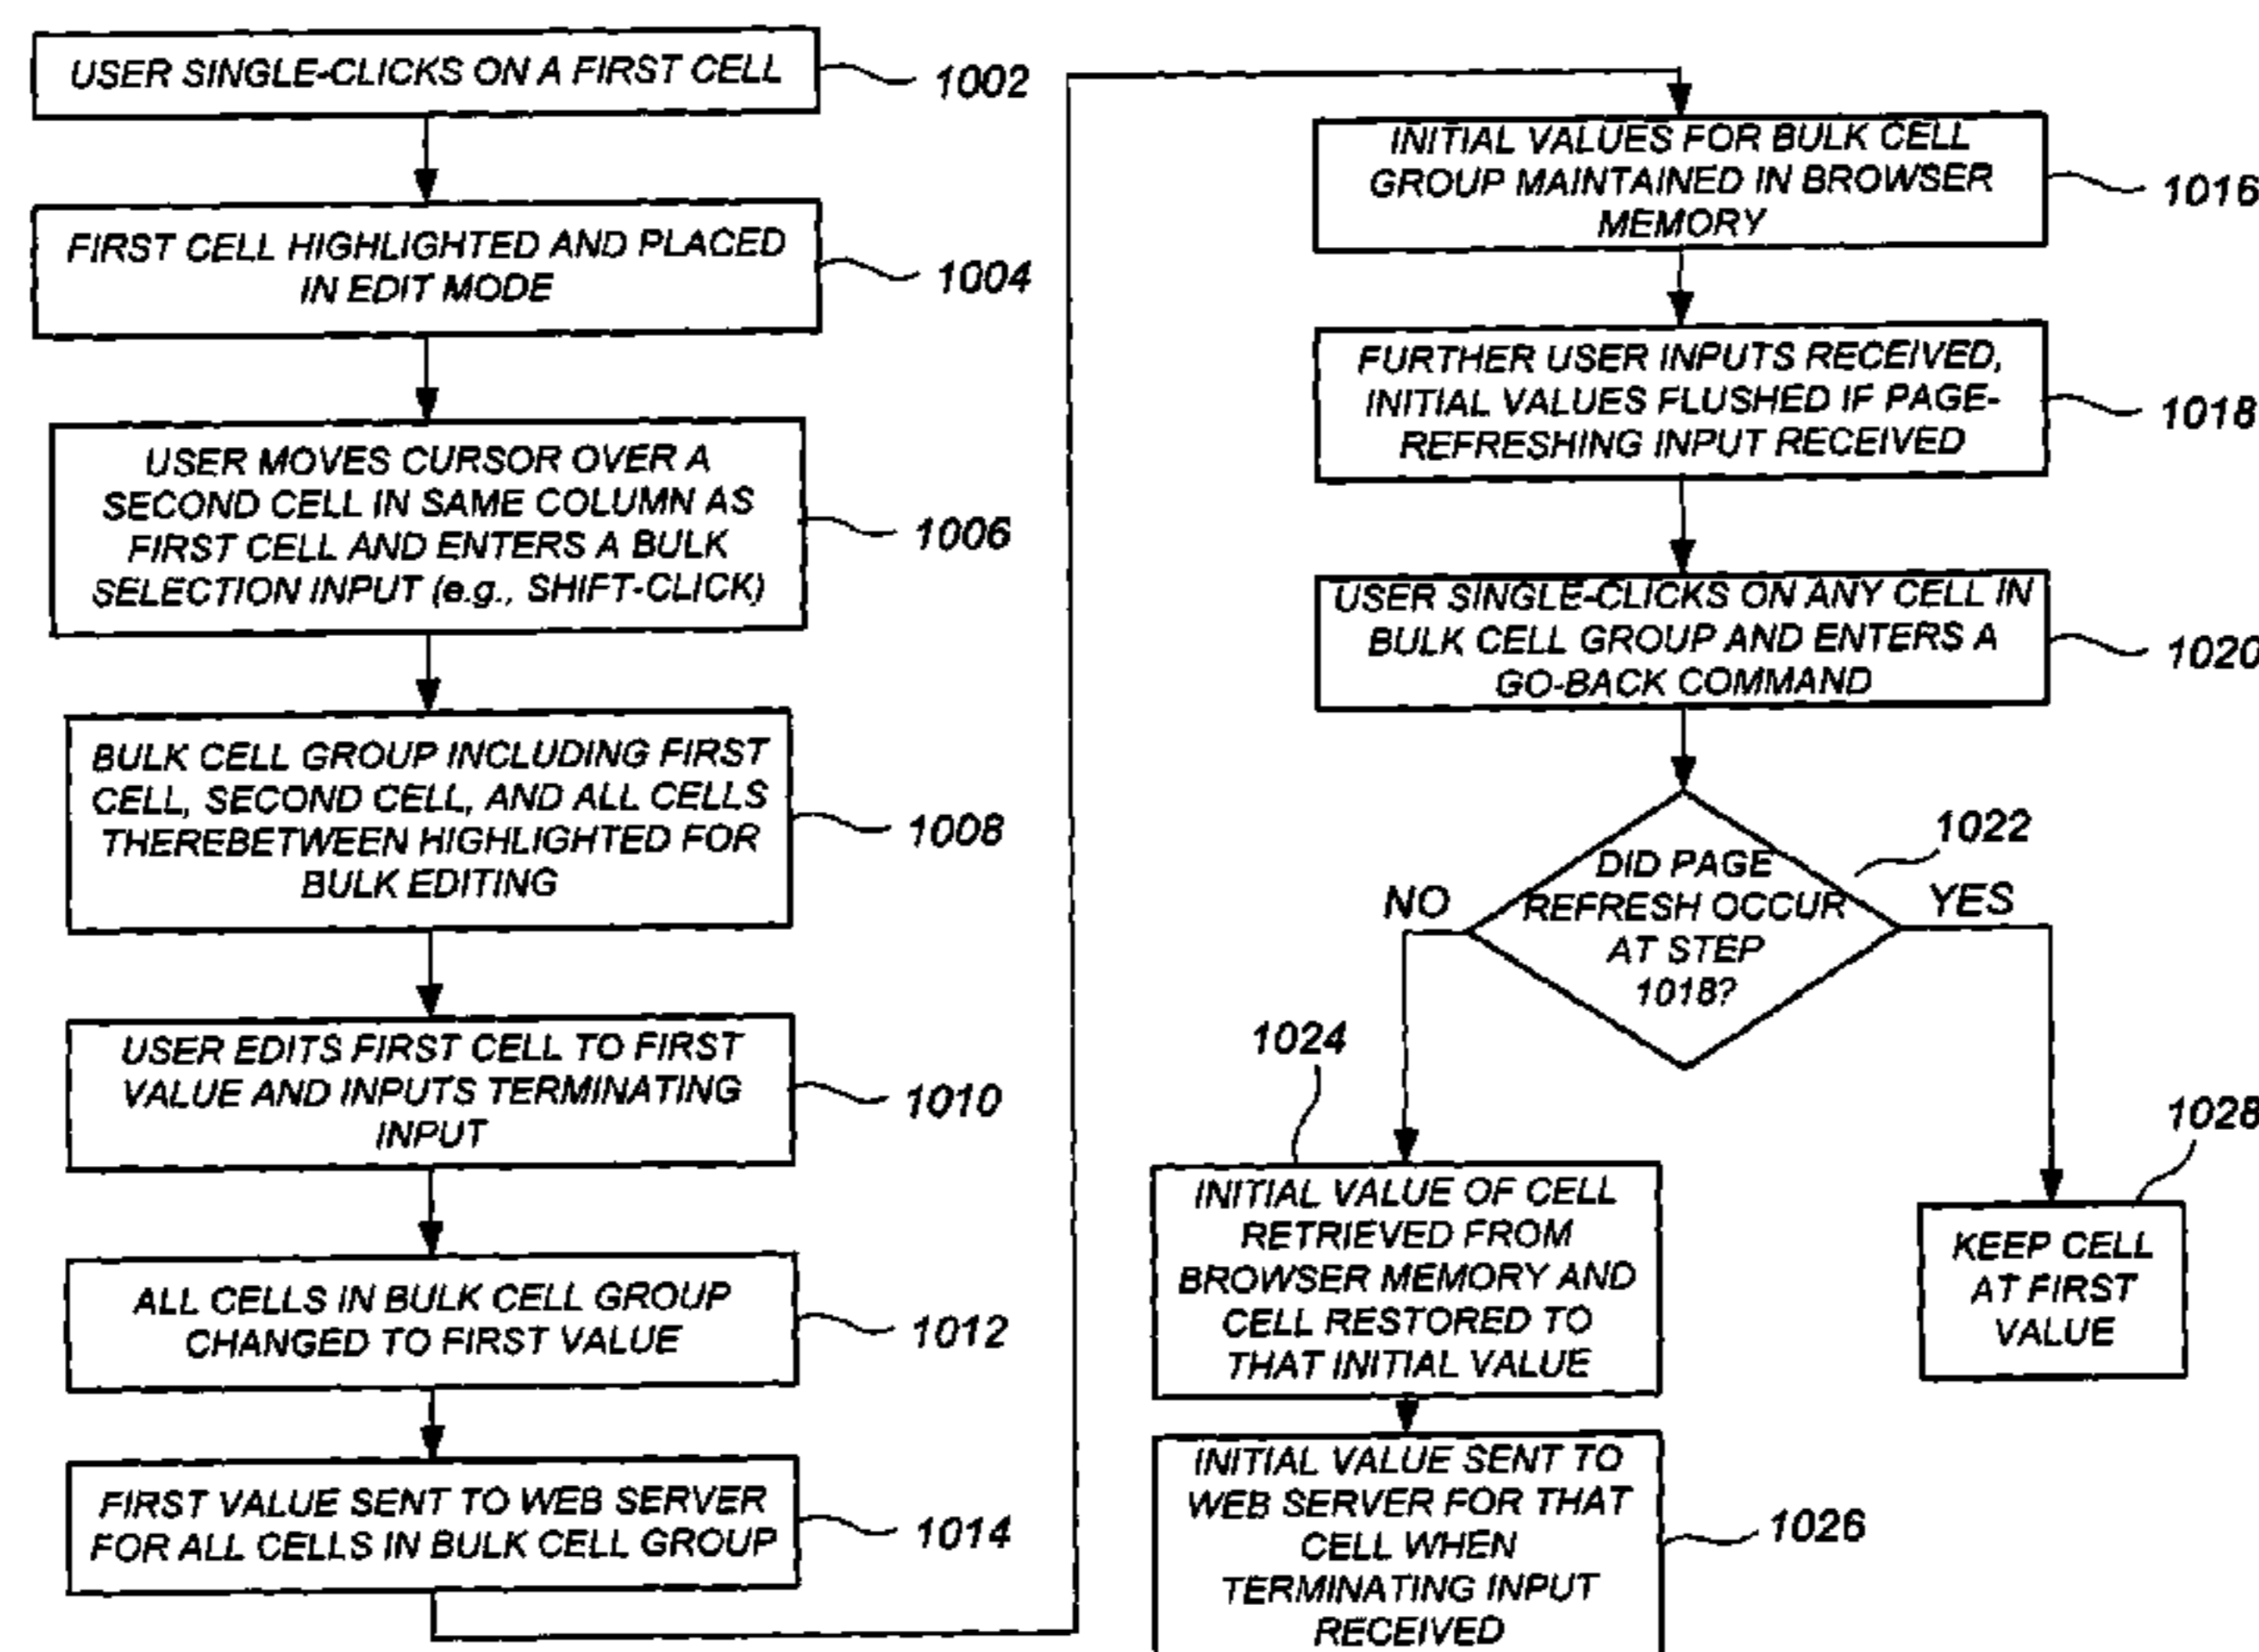 USER SINGLE-CLICKS ON A FIRST CELL
1002
FIRST CELL HIGHLIGHTED AND PLACED
IN EDIT MODE
1004
USER MOVES CURSOR OVER A
SECOND CELL IN SAME COLUMN AS
FIRST CELL AND ENTERS A BULK
SELECTION INPUT (e.g., SHIFT-CLICK)
1006
BULK CELL GROUP INCLUDING FIRST
CELL, SECOND CELL, AND ALL CELLS
THEREBETWEEN HIGHLIGHTED FOR
BULK EDITING
1008
USER EDITS FIRST CELL TO FIRST
VALUE AND INPUTS TERMINATING
INPUT
1010
ALL CELLS IN BULK CELL GROUP
CHANGED TO FIRST VALUE
1012
FIRST VALUE SENT TO WEB SERVER
FOR ALL CELLS IN BULK CELL GROUP
1014
INITIAL VALUES FOR BULK CELL
GROUP MAINTAINED IN BROWSER
MEMORY
1016
FURTHER USER INPUTS RECEIVED,
INITIAL VALUES FLUSHED IF PAGE-
REFRESHING INPUT RECEIVED
1018
USER SINGLE-CLICKS ON ANY CELL IN
BULK CELL GROUP AND ENTERS A
GO-BACK COMMAND
1020
DID PAGE
REFRESH OCCUR
AT STEP
1018?
1022
NO
YES
1024
INITIAL VALUE OF CELL
RETRIEVED FROM
BROWSER MEMORY AND
CELL RESTORED TO
THAT INITIAL VALUE
1028
KEEP CELL
AT FIRST
VALUE
INITIAL VALUE SENT TO
WEB SERVER FOR THAT
CELL WHEN
TERMINATING INPUT
RECEIVED
1026